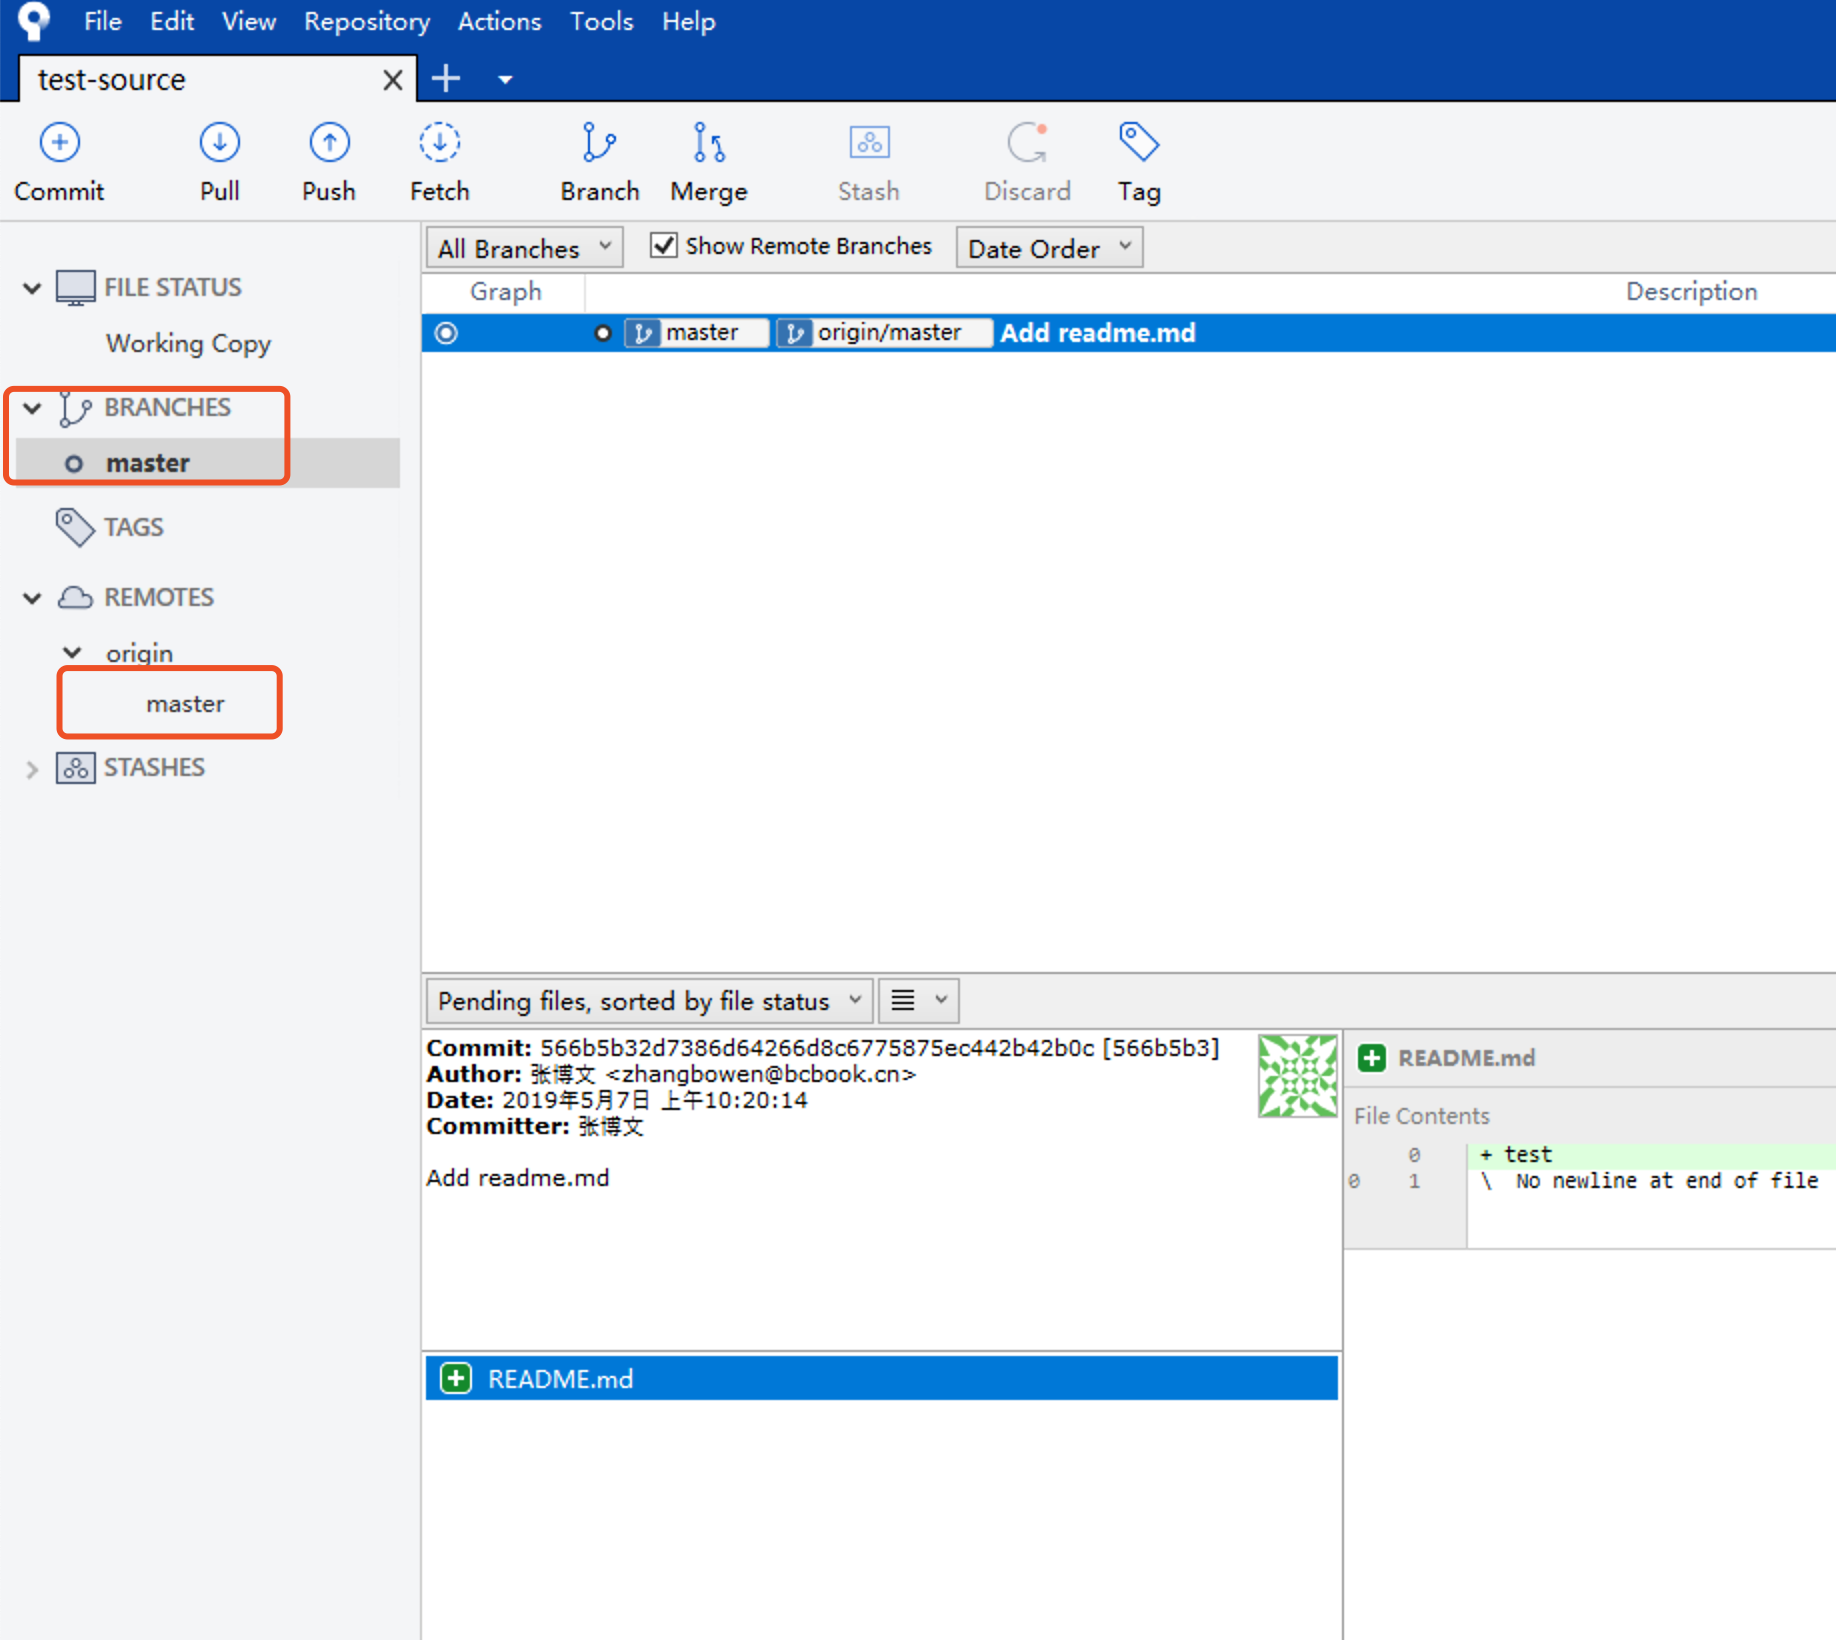 File Edit View Repository Actions Tools Help
test-source
Commit Pull Push Fetch Branch Merge Stash Discard Tag
FILE STATUS
Working Copy
BRANCHES
master
TAGS
REMOTES
origin
master
STASHES
All Branches Show Remote Branches Date Order
Graph Description
master origin/master Add readme.md
Pending files, sorted by file status
Commit: 566b5b32d7386d64266d8c6775875ec442b42b0c [566b5b3]
Author: 张博文 <zhangbowen@bcbook.cn>
Date: 2019年5月7日 上午10:20:14
Committer: 张博文
Add readme.md
README.md
README.md
File Contents
0 + test
0 1 \ No newline at end of file